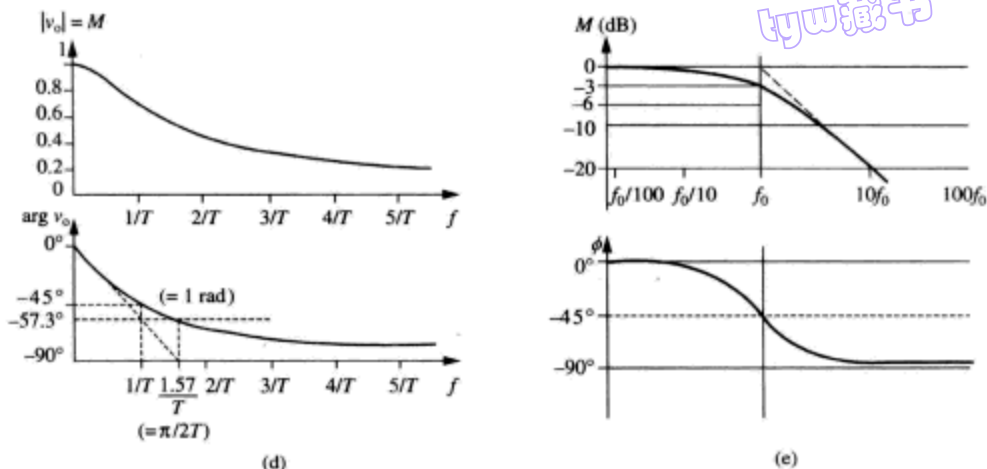 |v₀| = M
1
0.8
0.6
0.4
0.2
0
1/T 2/T 3/T 4/T 5/T f
arg v₀
0°
−45° (= 1 rad)
−57.3°
−90°
1/T 1.57/T 2/T 3/T 4/T 5/T f
(=π/2T)
(d)
tyw藏书
M (dB)
0
−3
−6
−10
−20
f₀/100 f₀/10 f₀ 10f₀ 100f₀
ϕ
0°
−45°
−90°
(e)